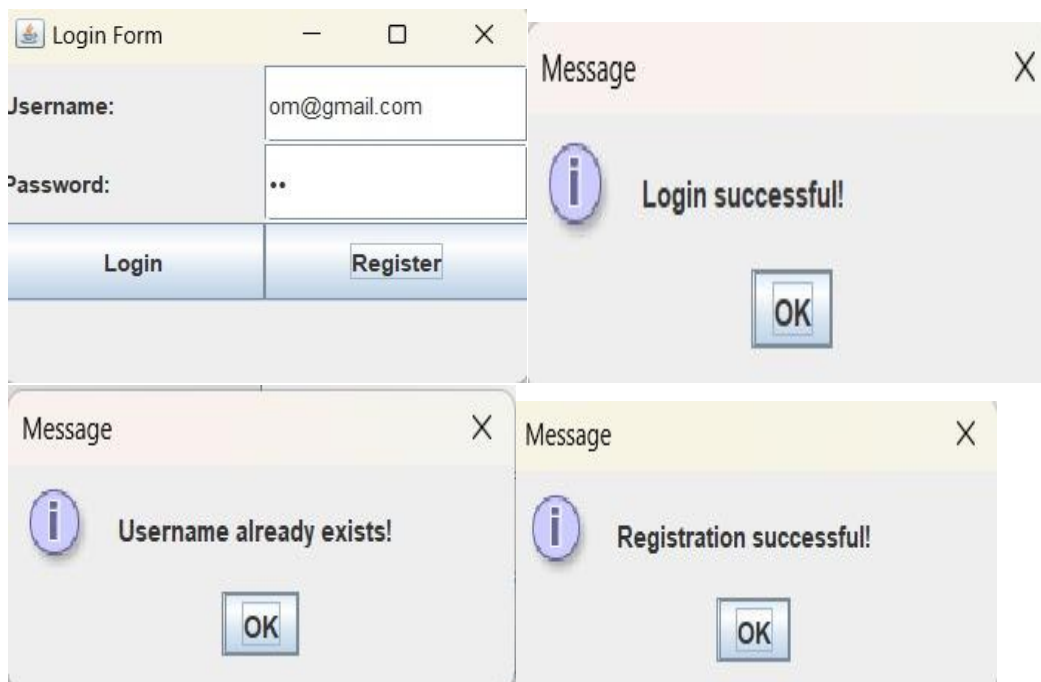 Login Form
Username:
om@gmail.com
Password:
••
Login
Register
Message
i
Login successful!
OK
Message
i
Username already exists!
OK
Message
i
Registration successful!
OK